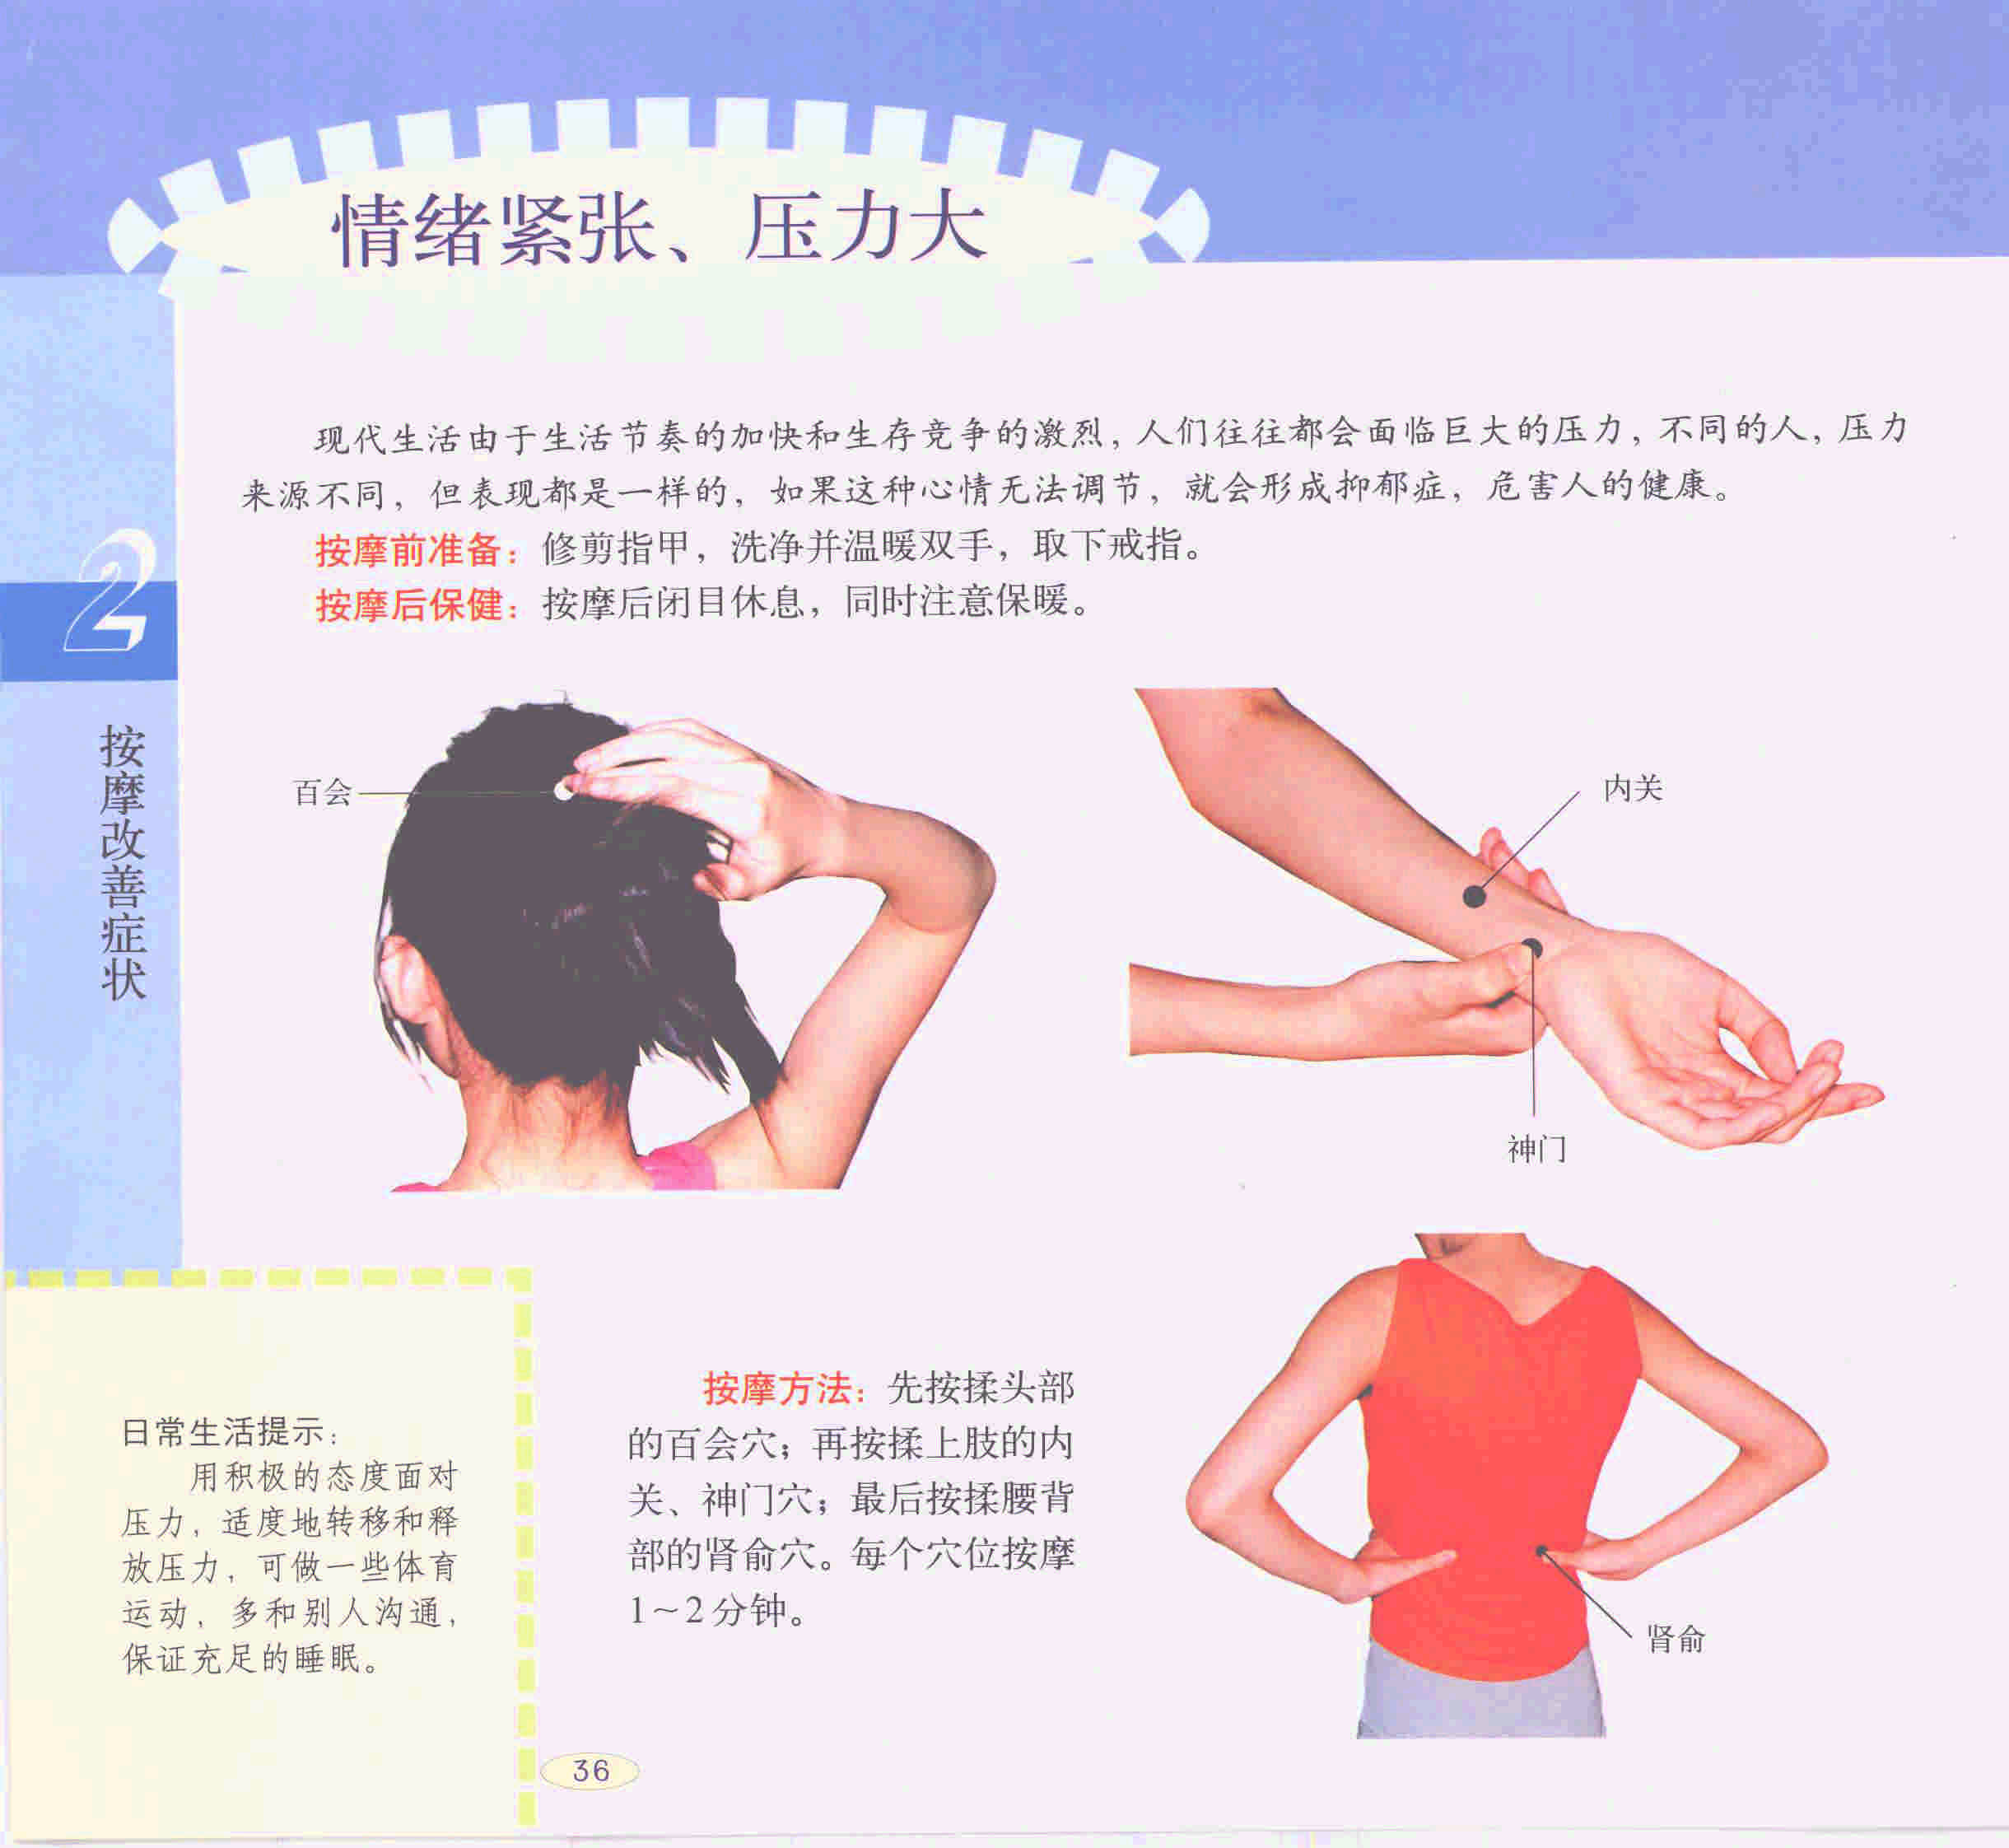 情绪紧张、压力大
现代生活由于生活节奏的加快和生存竞争的激烈，人们往往都会面临巨大的压力，不同的人，压力
来源不同，但表现都是一样的，如果这种心情无法调节，就会形成抑郁症，危害人的健康。
按摩前准备：修剪指甲，洗净并温暖双手，取下戒指。
按摩后保健：按摩后闭目休息，同时注意保暖。
2
按摩改善症状
百会
内关
神门
日常生活提示：
用积极的态度面对
压力，适度地转移和释
放压力，可做一些体育
运动，多和别人沟通，
保证充足的睡眠。
按摩方法：先按揉头部
的百会穴；再按揉上肢的内
关、神门穴；最后按揉腰背
部的肾俞穴。每个穴位按摩
1～2分钟。
肾俞
36